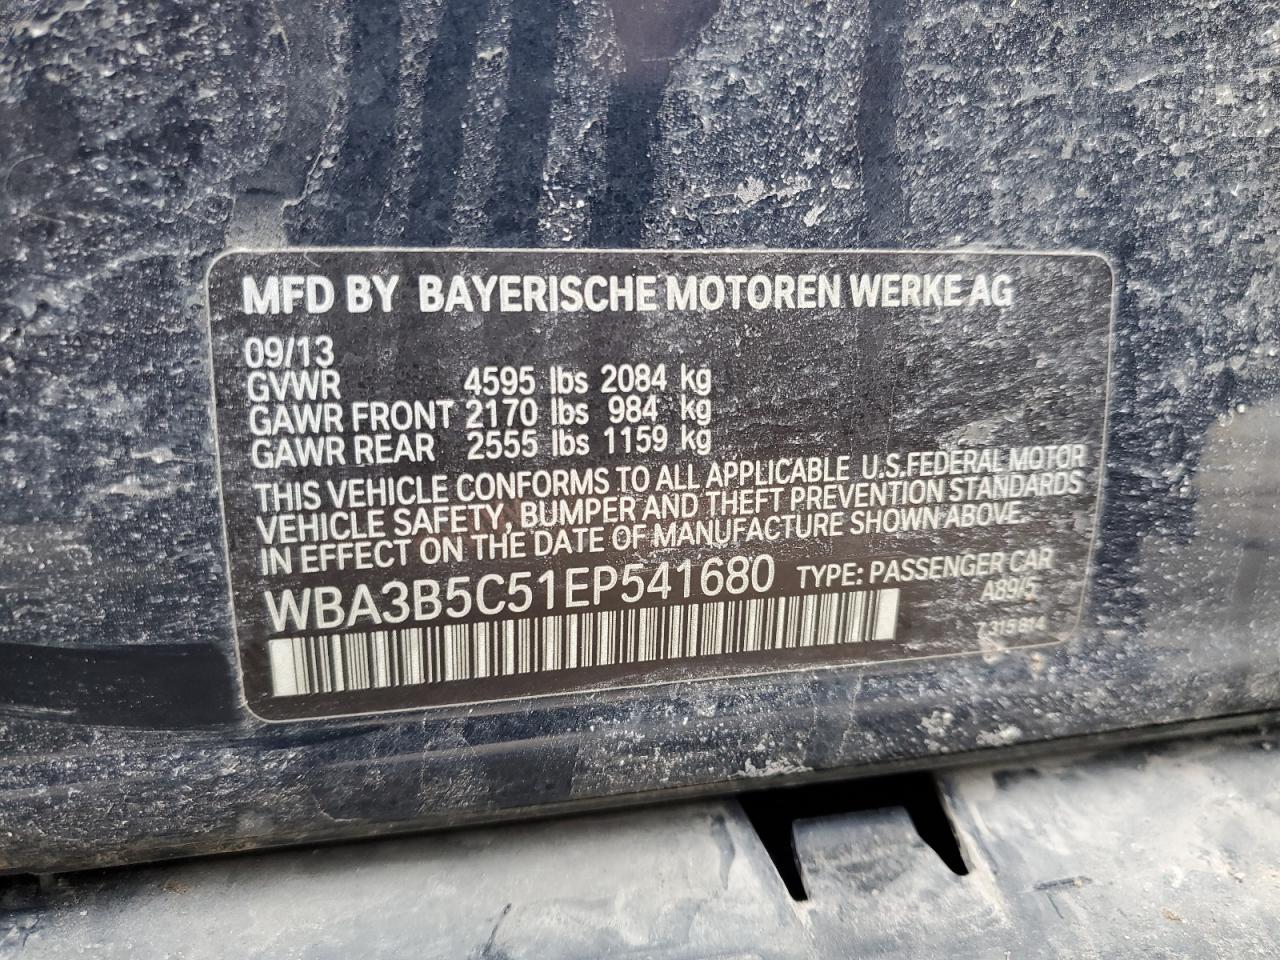 MFD BY BAYERISCHE MOTOREN WERKE AG
09/13
GVWR 4595 lbs 2084 kg
GAWR FRONT 2170 lbs 984 kg
GAWR REAR 2555 lbs 1159 kg
THIS VEHICLE CONFORMS TO ALL APPLICABLE U.S.FEDERAL MOTOR
VEHICLE SAFETY, BUMPER AND THEFT PREVENTION STANDARDS
IN EFFECT ON THE DATE OF MANUFACTURE SHOWN ABOVE.
WBA3B5C51EP541680 TYPE: PASSENGER CAR
A89/5
7 315 814